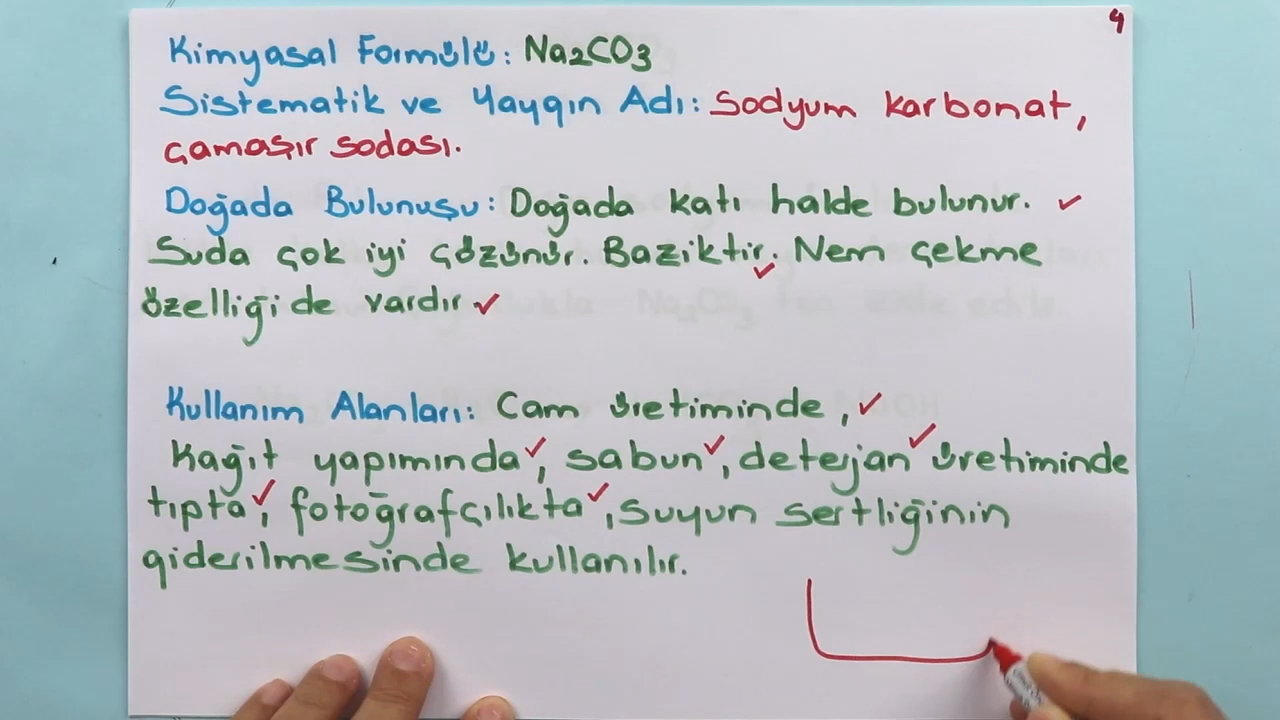 4
Kimyasal Formülü: Na₂CO₃
Sistematik ve Yaygın Adı: Sodyum karbonat,
çamaşır sodası.
Doğada Bulunuşu: Doğada katı halde bulunur. ✓
Suda çok iyi çözünür. Baziktir. ✓ Nem çekme
özelliği de vardır. ✓
Kullanım Alanları: Cam üretiminde, ✓
Kağıt yapımında ✓, sabun ✓, deterjan ✓ üretiminde
tıpta ✓, fotoğrafçılıkta ✓, suyun sertliğinin
giderilmesinde kullanılır.